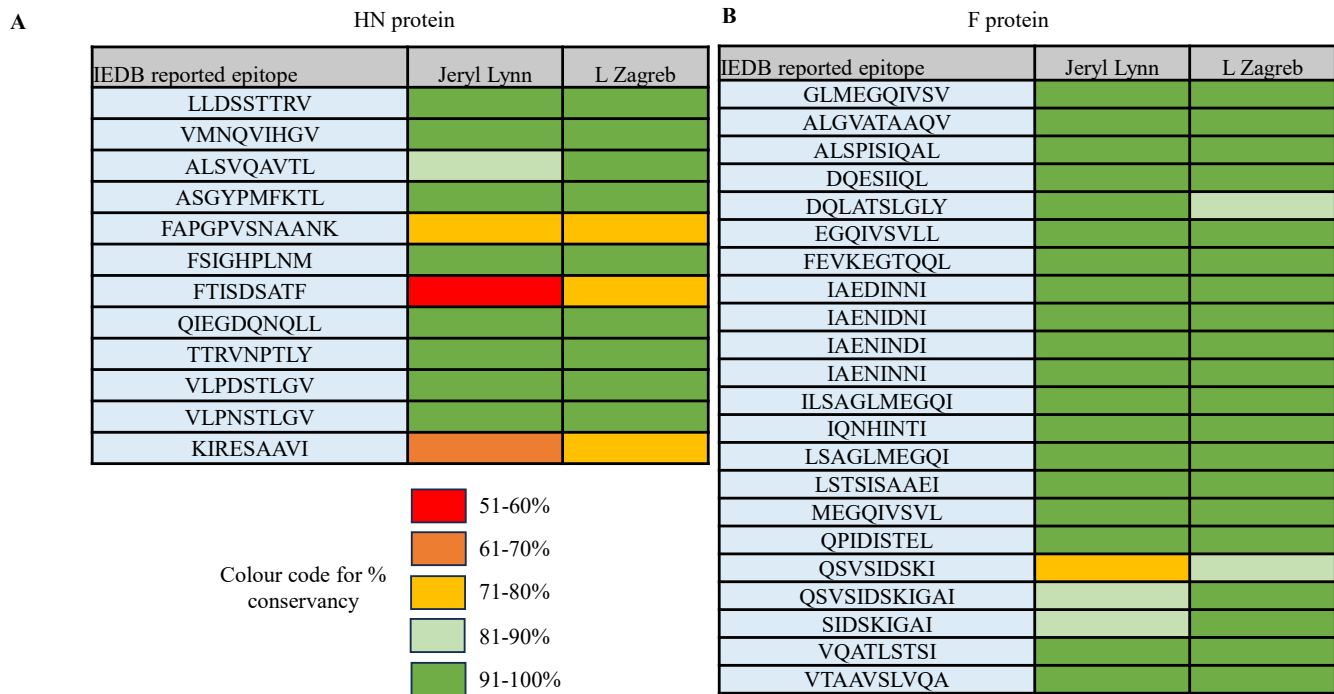 A
HN protein
IEDB reported epitope Jeryl Lynn L Zagreb
LLDSSTTRV
VMNQVIHGV
ALSVQAVTL
ASGYPMFKTL
FAPGPVSNAANK
FSIGHPLNM
FTISDSATF
QIEGDQNQLL
TTRVNPTLY
VLPDSTLGV
VLPNSTLGV
KIRESAAVI
Colour code for %
conservancy
51-60%
61-70%
71-80%
81-90%
91-100%
B
F protein
IEDB reported epitope Jeryl Lynn L Zagreb
GLMEGQIVSV
ALGVATAAQV
ALSPISIQAL
DQESIIQL
DQLATSLGLY
EGQIVSVLL
FEVKEGTQQL
IAEDINNI
IAENIDNI
IAENINDI
IAENINNI
ILSAGLMEGQI
IQNHINTI
LSAGLMEGQI
LSTSISAAEI
MEGQIVSVL
QPIDISTEL
QSVSIDSKI
QSVSIDSKIGAI
SIDSKIGAI
VQATLSTSI
VTAAVSLVQA